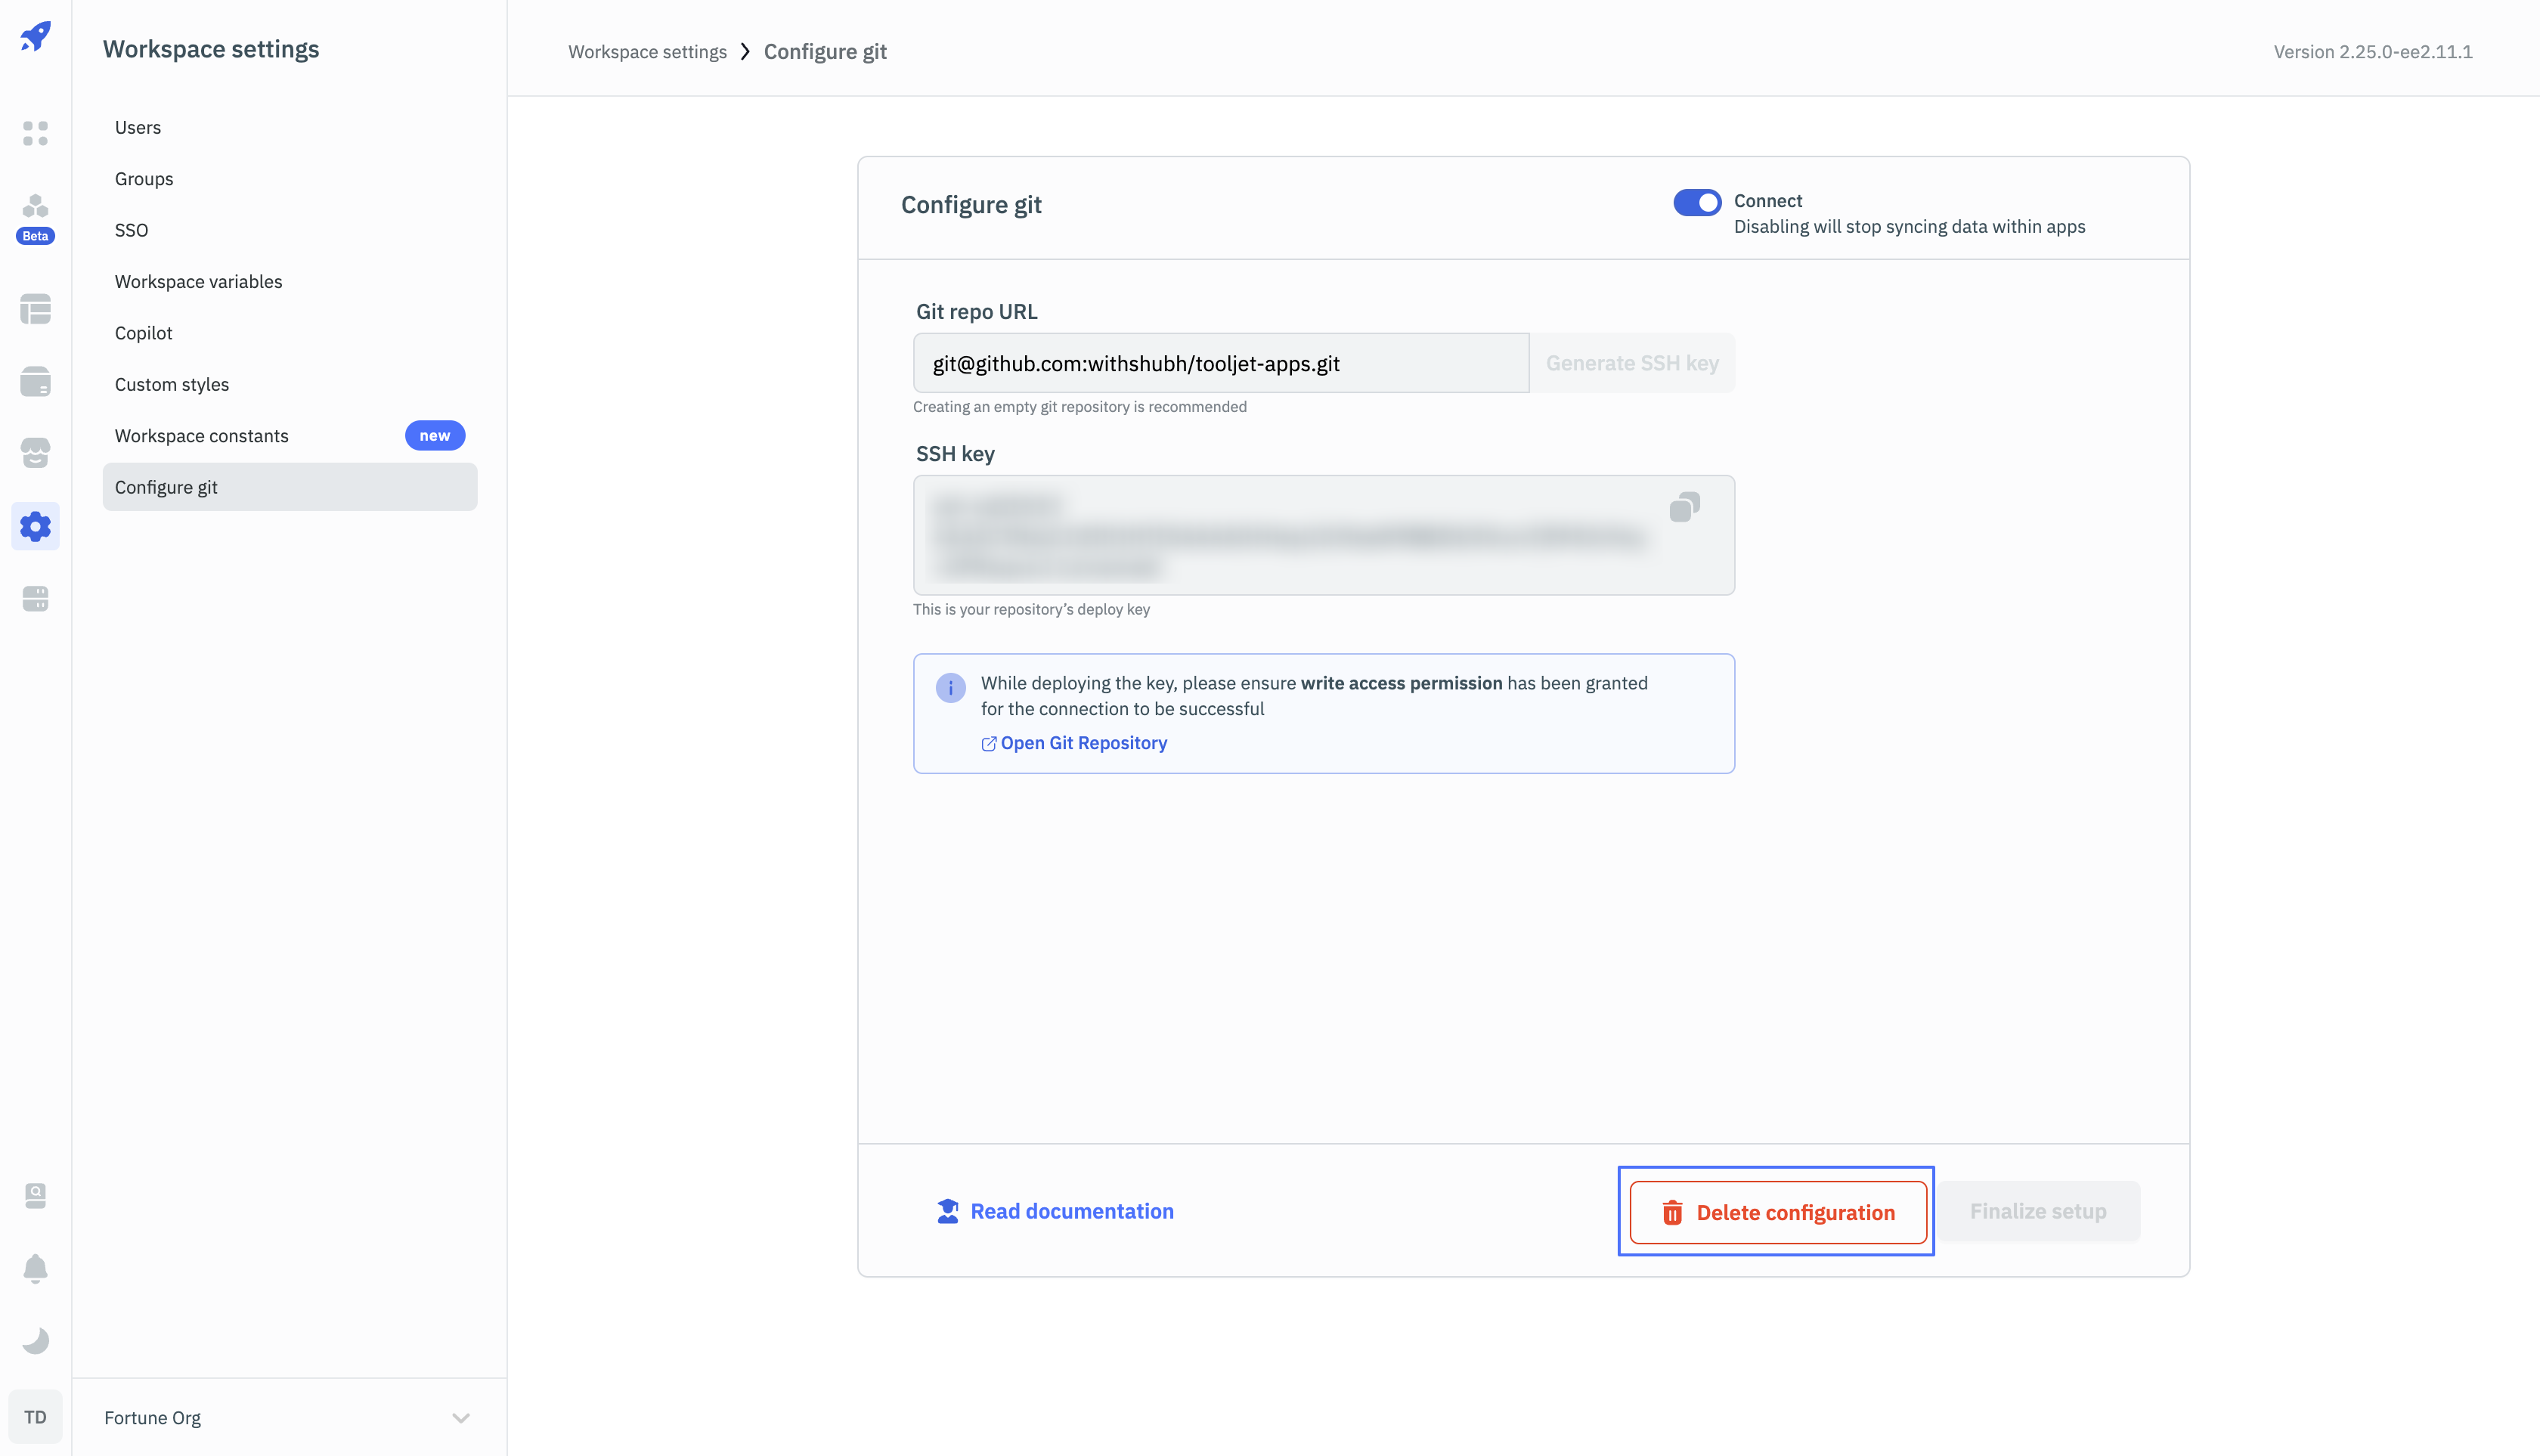 Workspace settings
Beta
Users
Groups
SSO
Workspace variables
Copilot
Custom styles
Workspace constants
new
Configure git
Fortune Org
TD
Workspace settings > Configure git
Version 2.25.0-ee2.11.1
Configure git
Connect
Disabling will stop syncing data within apps
Git repo URL
git@github.com:withshubh/tooljet-apps.git
Generate SSH key
Creating an empty git repository is recommended
SSH key
This is your repository’s deploy key
While deploying the key, please ensure write access permission has been granted
for the connection to be successful
Open Git Repository
Read documentation
Delete configuration
Finalize setup